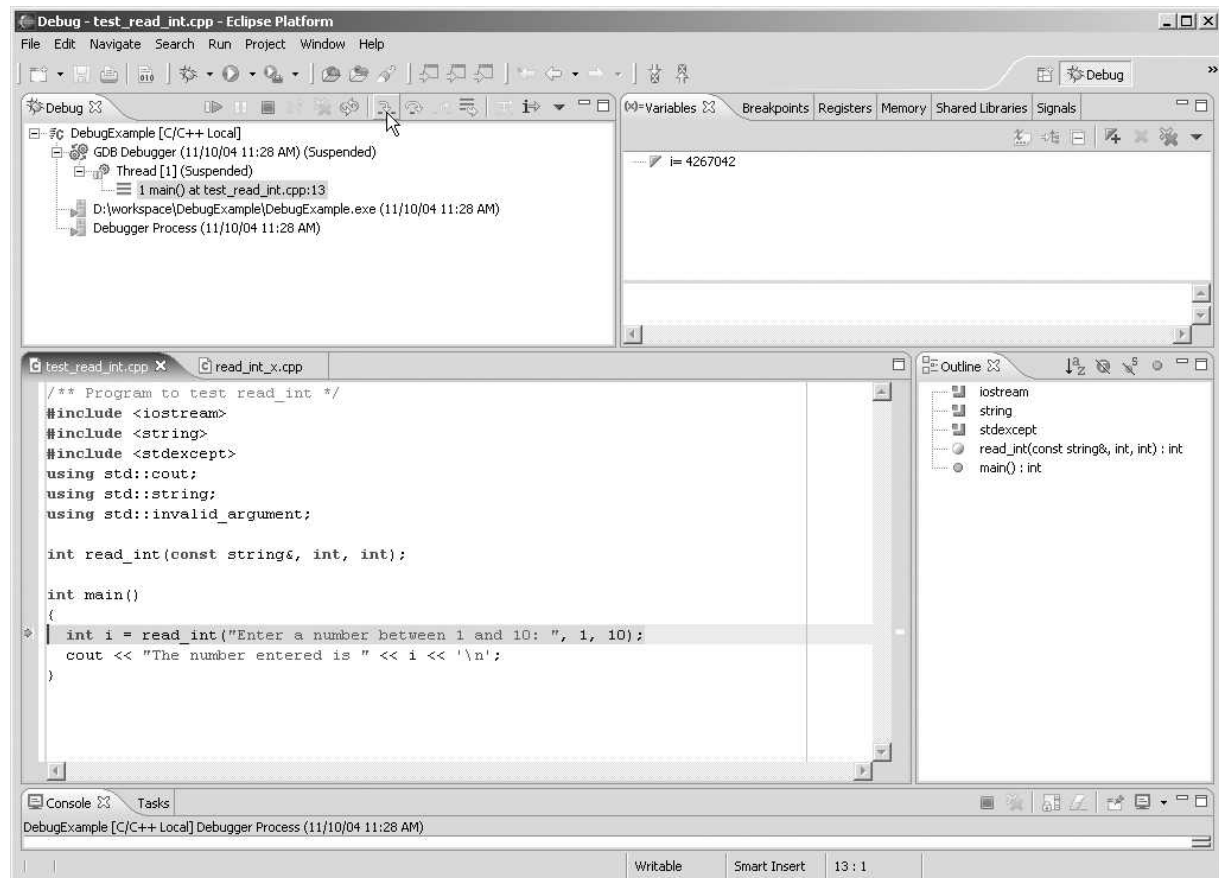 Debug - test_read_int.cpp - Eclipse Platform
File Edit Navigate Search Run Project Window Help
010
Debug
»
Debug
i
DebugExample [C/C++ Local]
GDB Debugger (11/10/04 11:28 AM) (Suspended)
Thread [1] (Suspended)
1 main() at test_read_int.cpp:13
D:\workspace\DebugExample\DebugExample.exe (11/10/04 11:28 AM)
Debugger Process (11/10/04 11:28 AM)
(x)= Variables Breakpoints Registers Memory Shared Libraries Signals
i= 4267042
test_read_int.cpp read_int_x.cpp
/** Program to test read_int */
#include <iostream>
#include <string>
#include <stdexcept>
using std::cout;
using std::string;
using std::invalid_argument;
int read_int(const string&, int, int);
int main()
{
int i = read_int("Enter a number between 1 and 10: ", 1, 10);
cout << "The number entered is " << i << '\n';
}
Outline
iostream
string
stdexcept
read_int(const string&, int, int) : int
main() : int
Console Tasks
DebugExample [C/C++ Local] Debugger Process (11/10/04 11:28 AM)
Writable Smart Insert 13 : 1